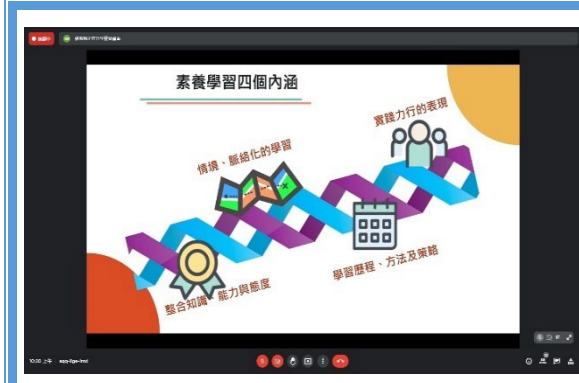 素養學習四個內涵
實踐力行的表現
情境、脈絡化的學習
學習歷程、方法及策略
整合知識、能力與態度